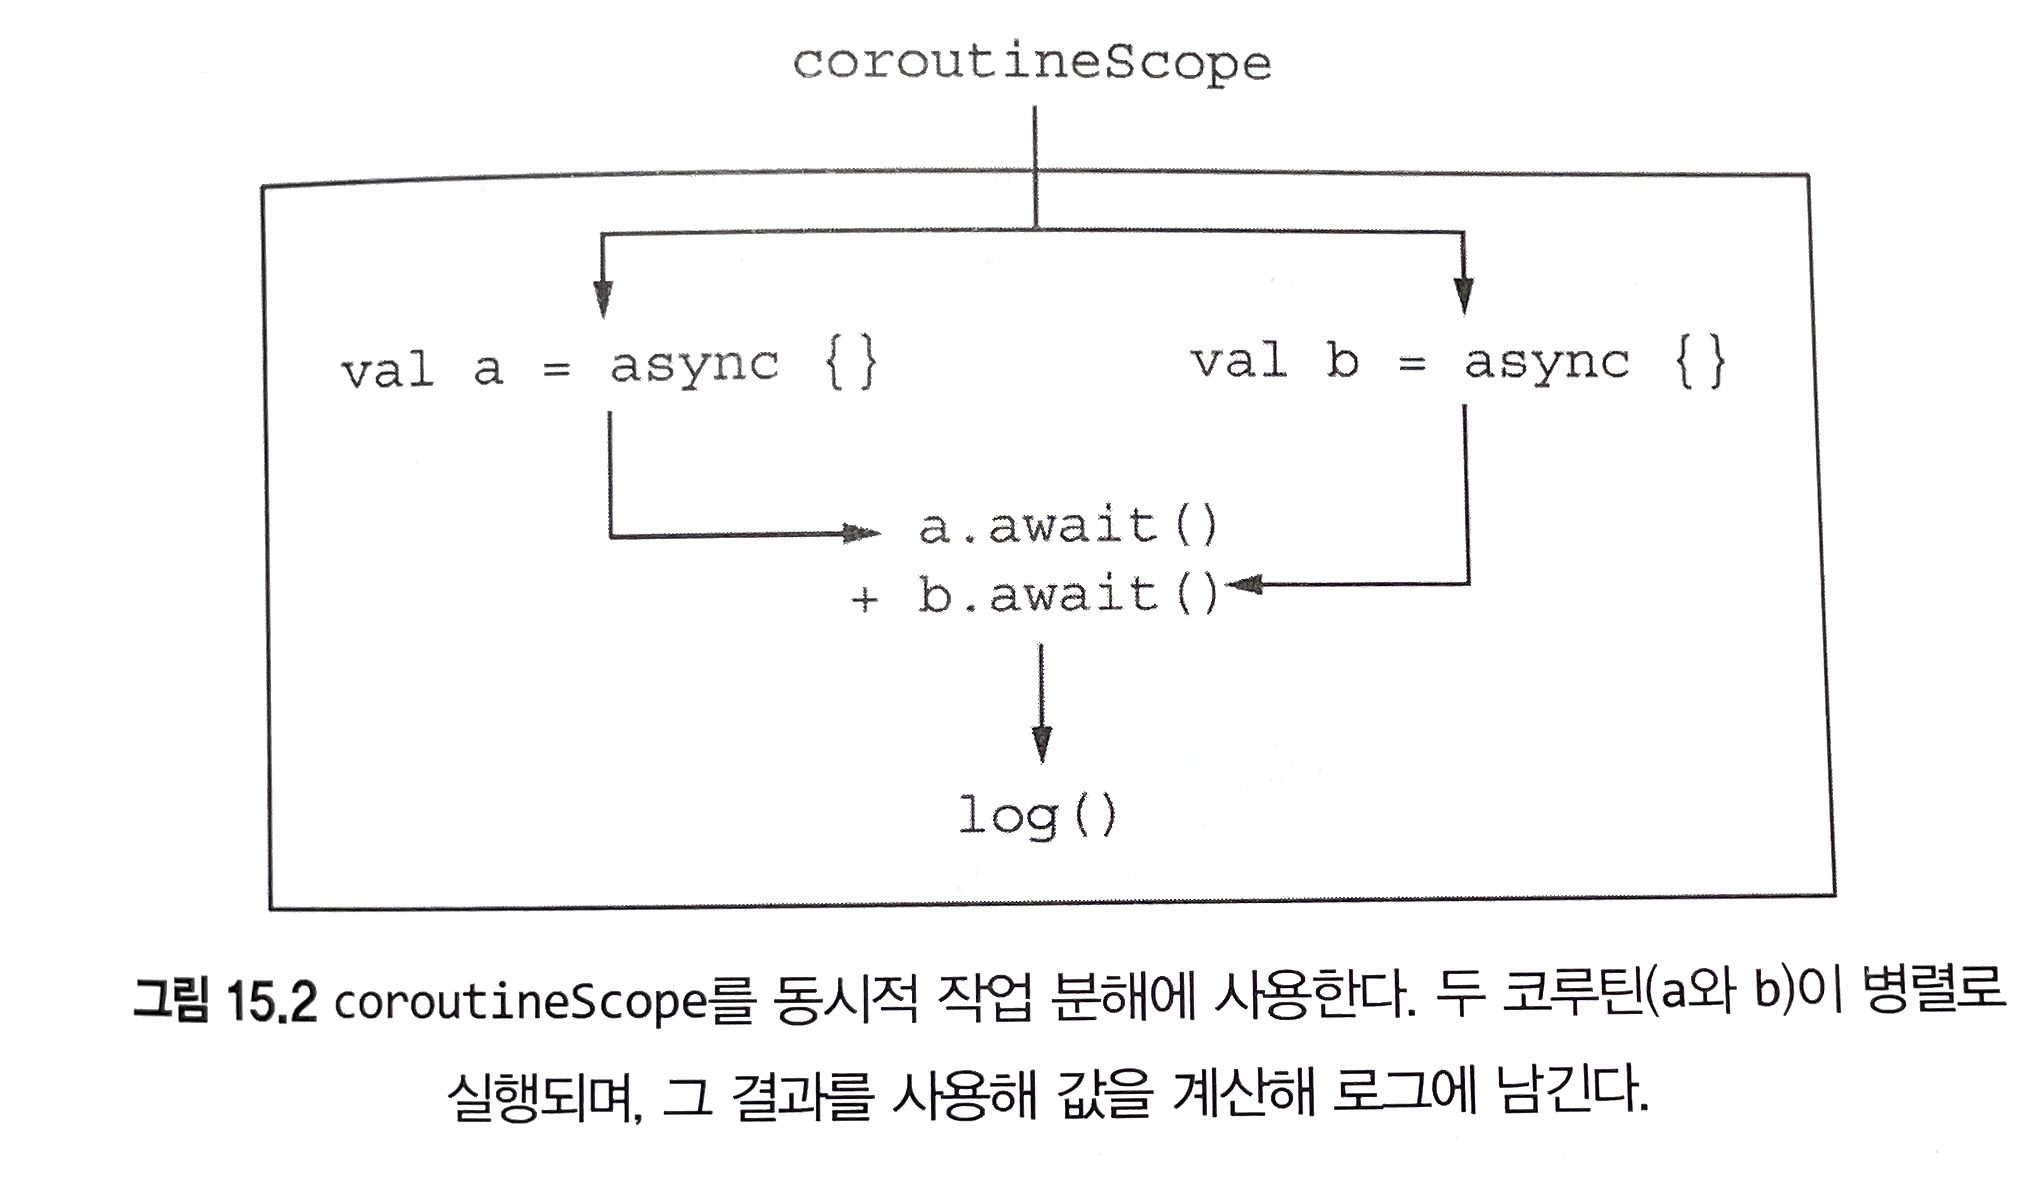 coroutineScope
val a = async {}
val b = async {}
a.await()
+ b.await()
log()
그림 15.2 coroutineScope를 동시적 작업 분해에 사용한다. 두 코루틴(a와 b)이 병렬로
실행되며, 그 결과를 사용해 값을 계산해 로그에 남긴다.